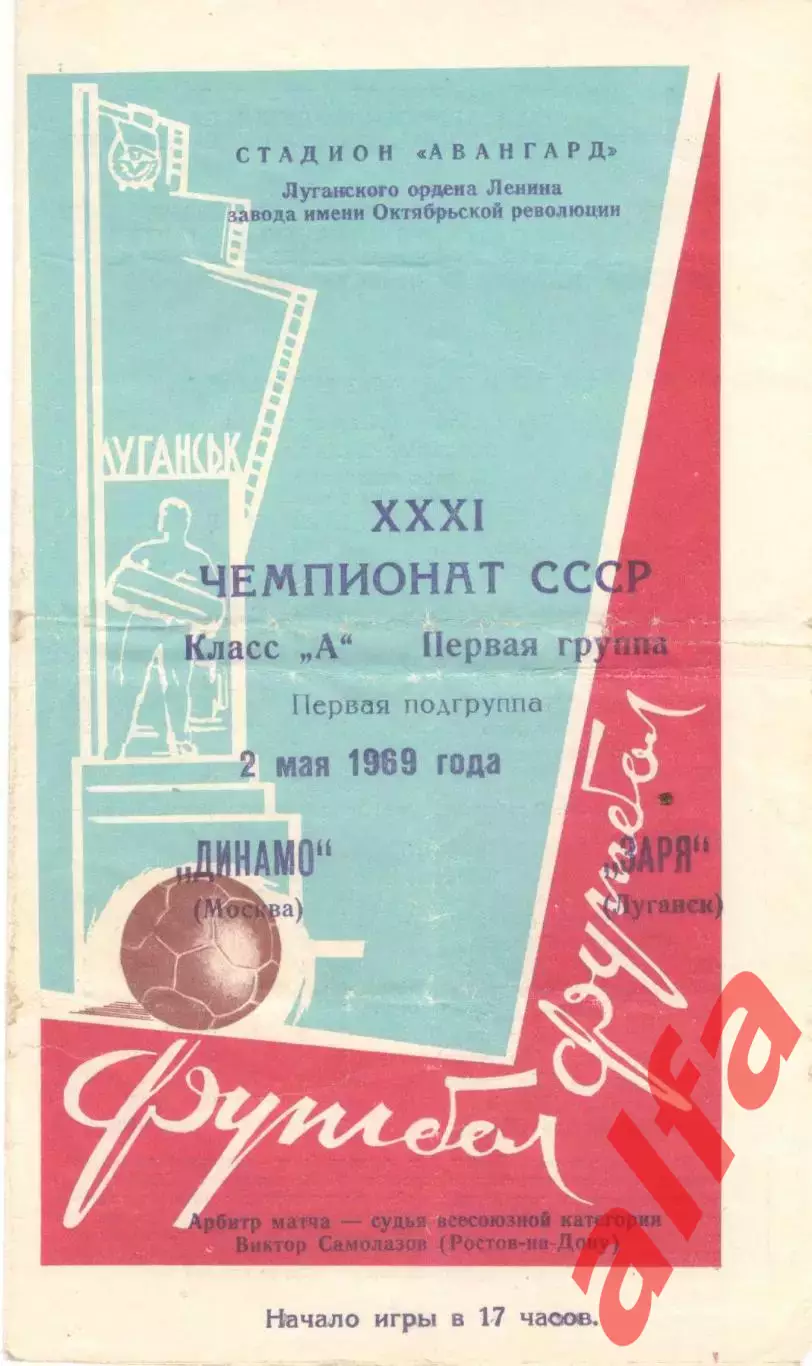 СТАДИОН «АВАНГАРД»
Луганского ордена Ленина
завода имени Октябрьской революции
ЛУГАНСЬК
XXXI
ЧЕМПИОНАТ СССР
Класс „А“ Первая группа
Первая подгруппа
2 мая 1969 года
„ДИНАМО“ „ЗАРЯ“
(Москва) (Луганск)
Футбол
Футбол
Арбитр матча — судья всесоюзной категории
Виктор Самолазов (Ростов-на-Дону)
Начало игры в 17 часов.
alfa